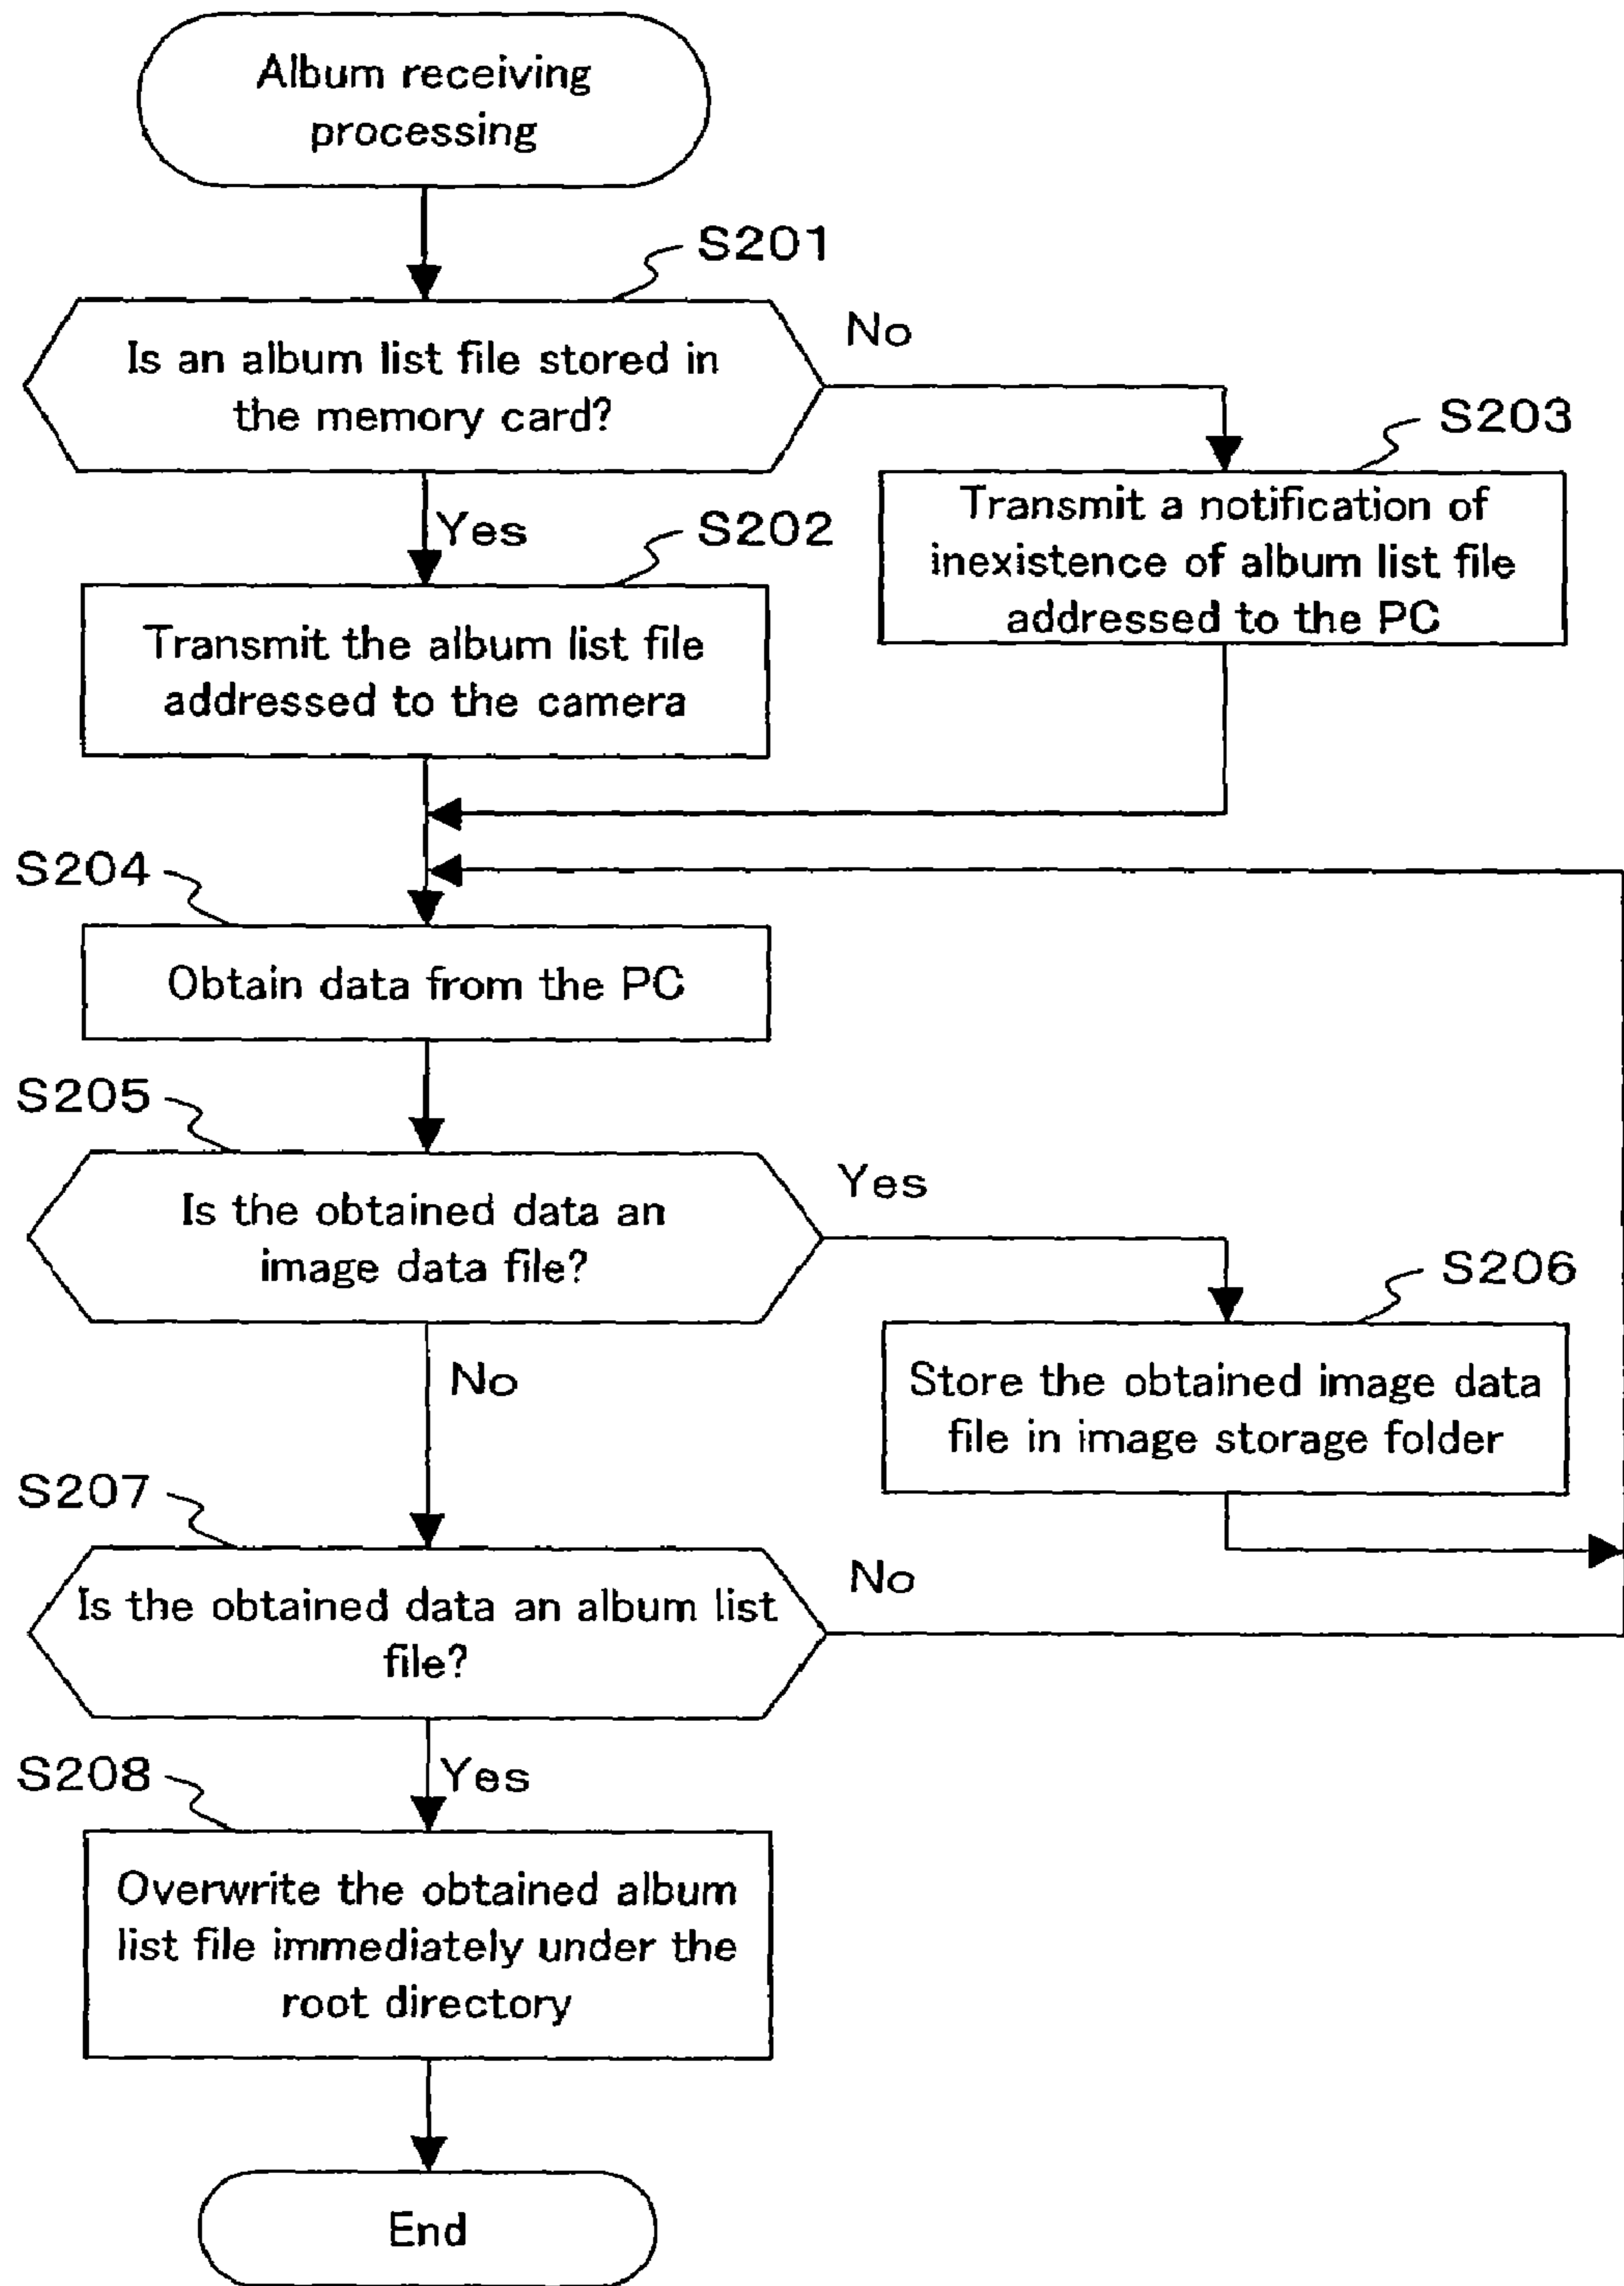 Album receiving
processing
S201
Is an album list file stored in
the memory card?
No
S203
Transmit a notification of
inexistence of album list file
addressed to the PC
Yes
S202
Transmit the album list file
addressed to the camera
S204
Obtain data from the PC
S205
Is the obtained data an
image data file?
Yes
S206
Store the obtained image data
file in image storage folder
No
S207
Is the obtained data an album list
file?
No
S208
Yes
Overwrite the obtained album
list file immediately under the
root directory
End